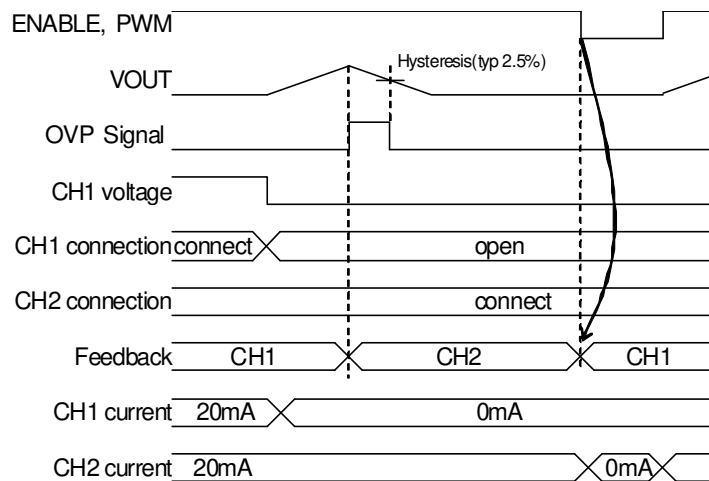 ENABLE, PWM
Hysteresis(typ 2.5%)
VOUT
OVP Signal
CH1 voltage
CH1 connection connect open
CH2 connection connect
Feedback CH1 CH2 CH1
CH1 current 20mA 0mA
CH2 current 20mA 0mA